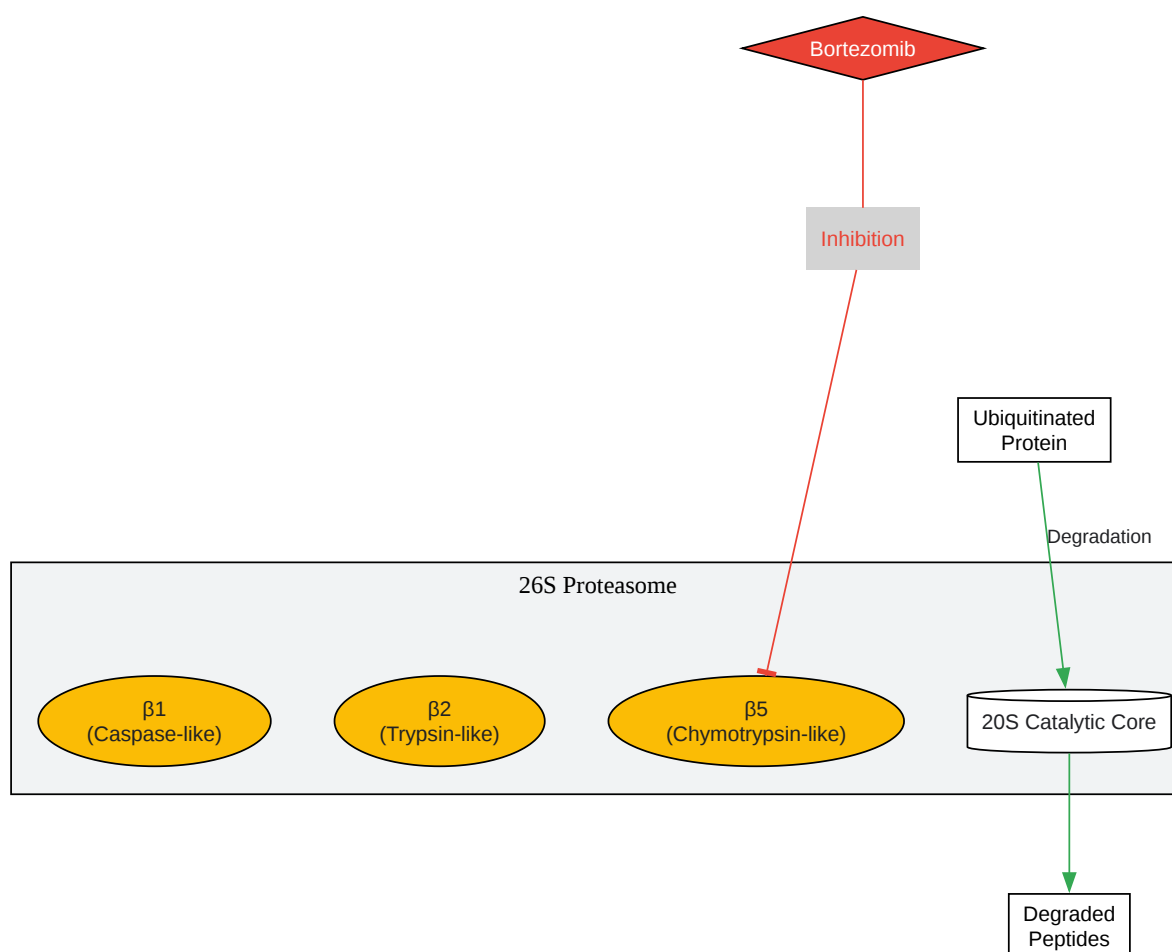 Bortezomib
Inhibition
Ubiquitinated
Protein
Degradation
26S Proteasome
β1
(Caspase-like)
β2
(Trypsin-like)
β5
(Chymotrypsin-like)
20S Catalytic Core
Degraded
Peptides